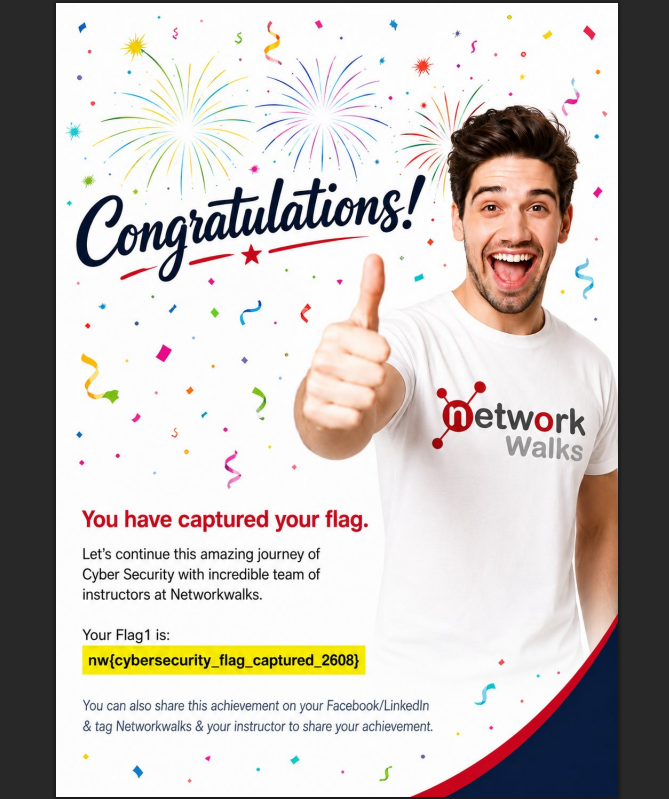 Congratulations!
network
Walks
You have captured your flag.
Let's continue this amazing journey of
Cyber Security with incredible team of
instructors at Networkwalks.
Your Flag1 is:
nw{cybersecurity_flag_captured_2608}
You can also share this achievement on your Facebook/LinkedIn
& tag Networkwalks & your instructor to share your achievement.